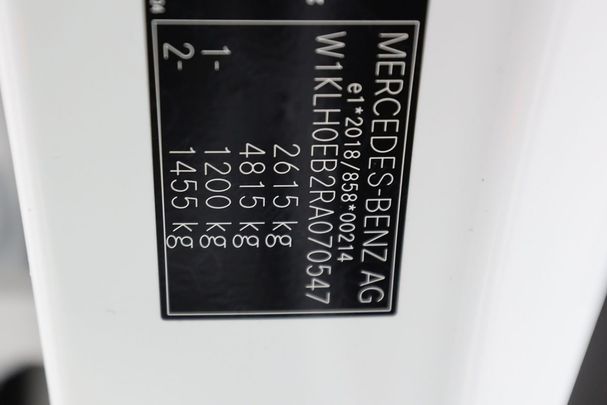 MERCEDES-BENZ AG
e1*2018/858*00214
W1KLH0EB2RA070547
2615 kg
4815 kg
1- 1200 kg
2- 1455 kg